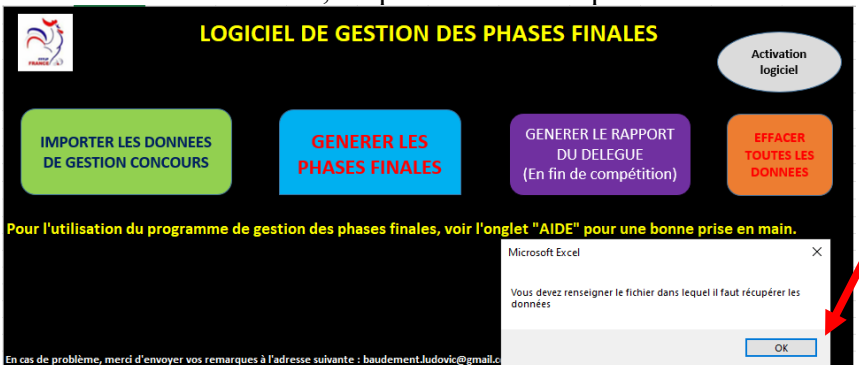 LOGICIEL DE GESTION DES PHASES FINALES
FRANCE
Activation
logiciel
IMPORTER LES DONNEES
DE GESTION CONCOURS
GENERER LES
PHASES FINALES
GENERER LE RAPPORT
DU DELEGUE
(En fin de compétition)
EFFACER
TOUTES LES
DONNEES
Pour l'utilisation du programme de gestion des phases finales, voir l'onglet "AIDE" pour une bonne prise en main.
Microsoft Excel
Vous devez renseigner le fichier dans lequel il faut récupérer les
données
OK
En cas de problème, merci d'envoyer vos remarques à l'adresse suivante : baudement.ludovic@gmail.c